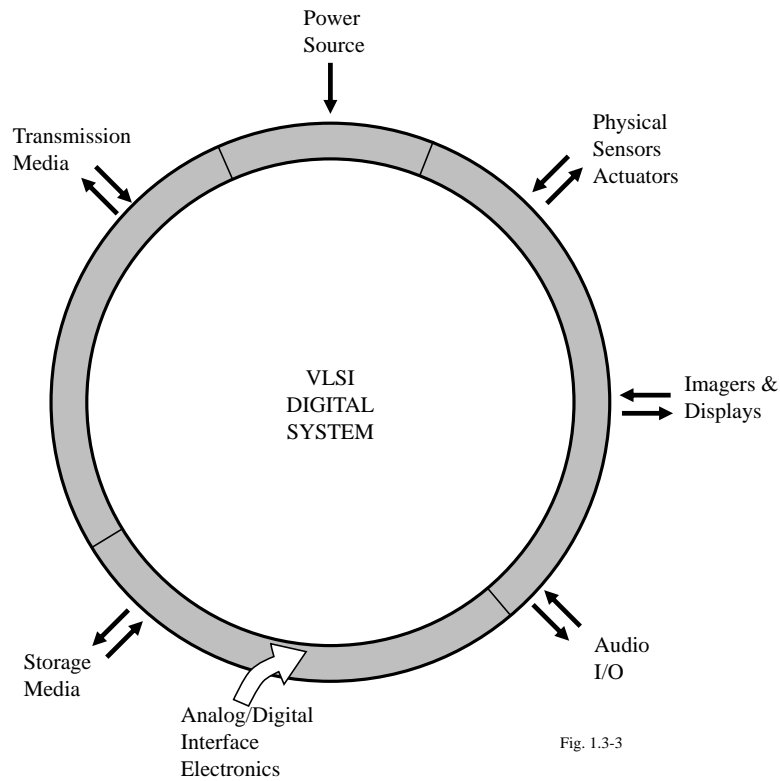 Power
Source
Transmission
Media
Physical
Sensors
Actuators
VLSI
DIGITAL
SYSTEM
Imagers &
Displays
Storage
Media
Audio
I/O
Analog/Digital
Interface
Electronics
Fig. 1.3-3